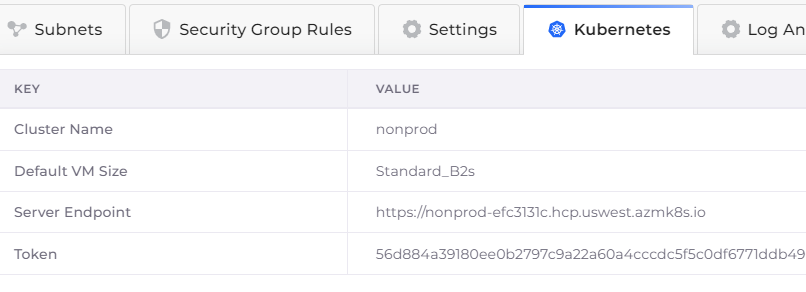 Subnets Security Group Rules Settings Kubernetes Log An
KEY VALUE
Cluster Name nonprod
Default VM Size Standard_B2s
Server Endpoint https://nonprod-efc3131c.hcp.uswest.azmk8s.io
Token 56d884a39180ee0b2797c9a22a60a4cccdc5f5c0df6771ddb49